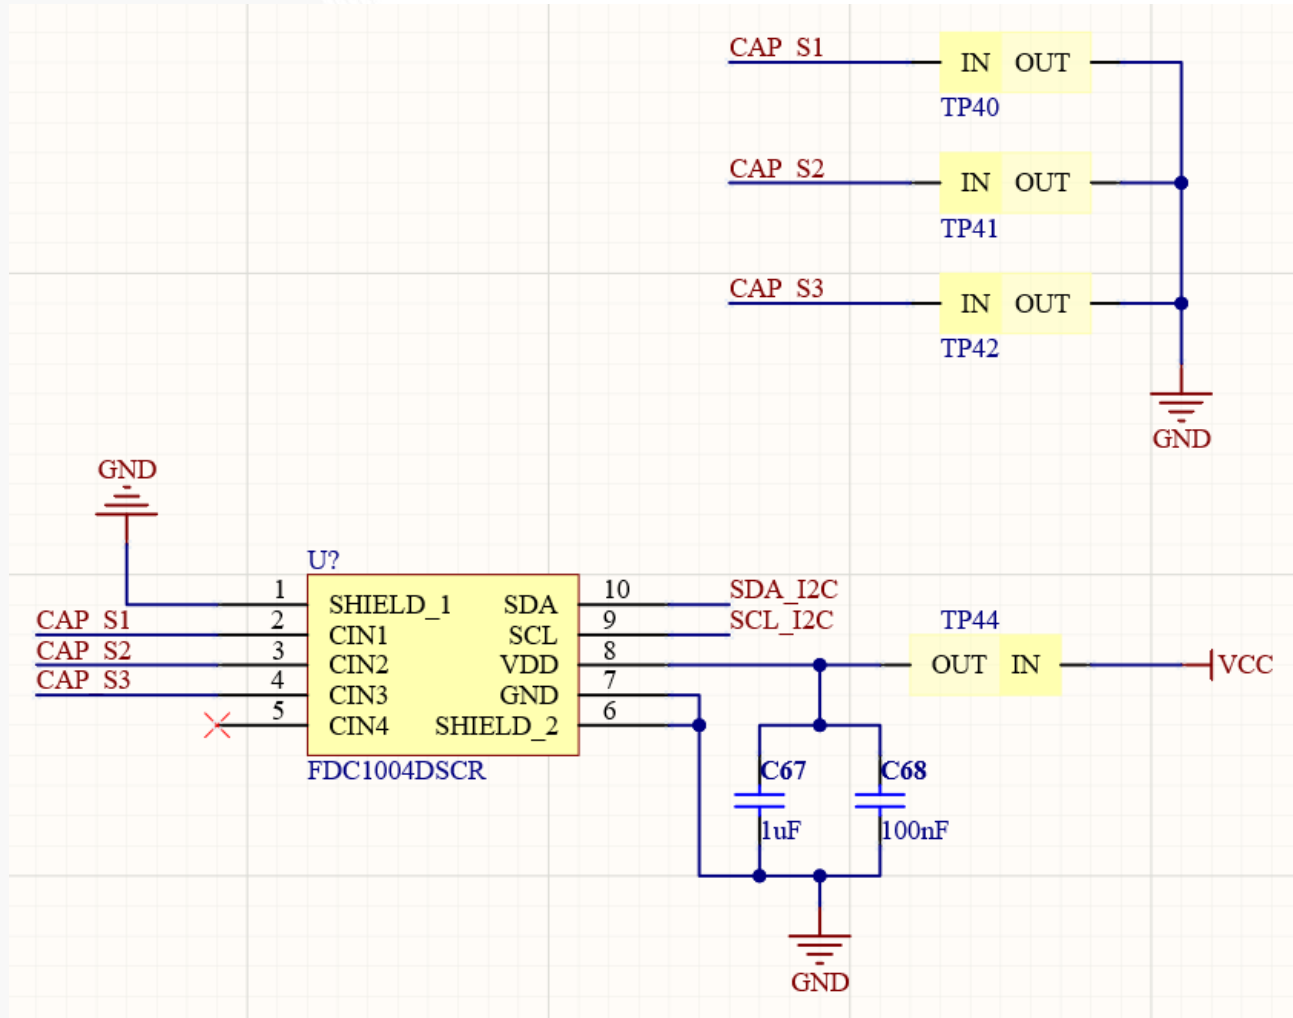 CAP_S1
IN OUT
TP40
CAP_S2
IN OUT
TP41
CAP_S3
IN OUT
TP42
GND
GND
U?
1 SHIELD_1 SDA 10 SDA_I2C
CAP_S1 2 CIN1 SCL 9 SCL_I2C
CAP_S2 3 CIN2 VDD 8
CAP_S3 4 CIN3 GND 7
5 CIN4 SHIELD_2 6
FDC1004DSCR
TP44
OUT IN VCC
C67 C68
1uF 100nF
GND